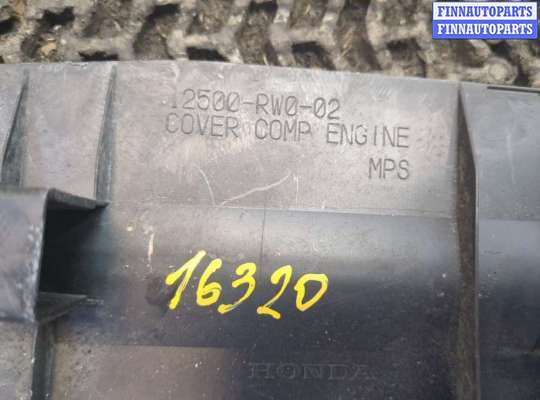 FINNAUTOPARTS
FINNAUTOPARTS
12500-RW0-02
COVER COMP ENGINE
MPS
16320
HONDA